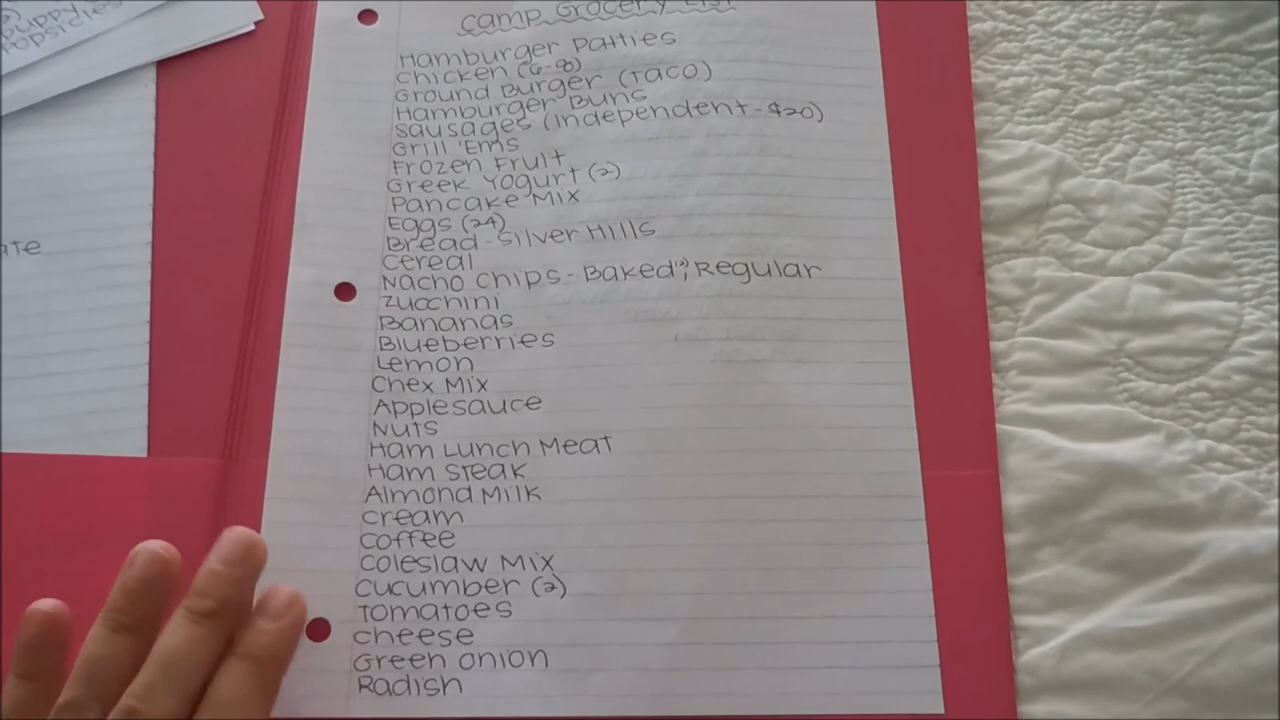 PUPPY
POPSICLES
ate
Camp Grocery List
Hamburger Patties
Chicken (6-8)
Ground Burger (Taco)
Hamburger Buns
Sausages (Independent - $20)
Grill 'Ems
Frozen Fruit
Greek Yogurt (2)
Pancake Mix
Eggs (24)
Bread - Silver Hills
Cereal
Nacho Chips - Baked(2), Regular
Zucchini
Bananas
Blueberries
Lemon
Chex Mix
Applesauce
Nuts
Ham Lunch Meat
Ham Steak
Almond Milk
Cream
Coffee
Coleslaw Mix
Cucumber (2)
Tomatoes
Cheese
Green Onion
Radish